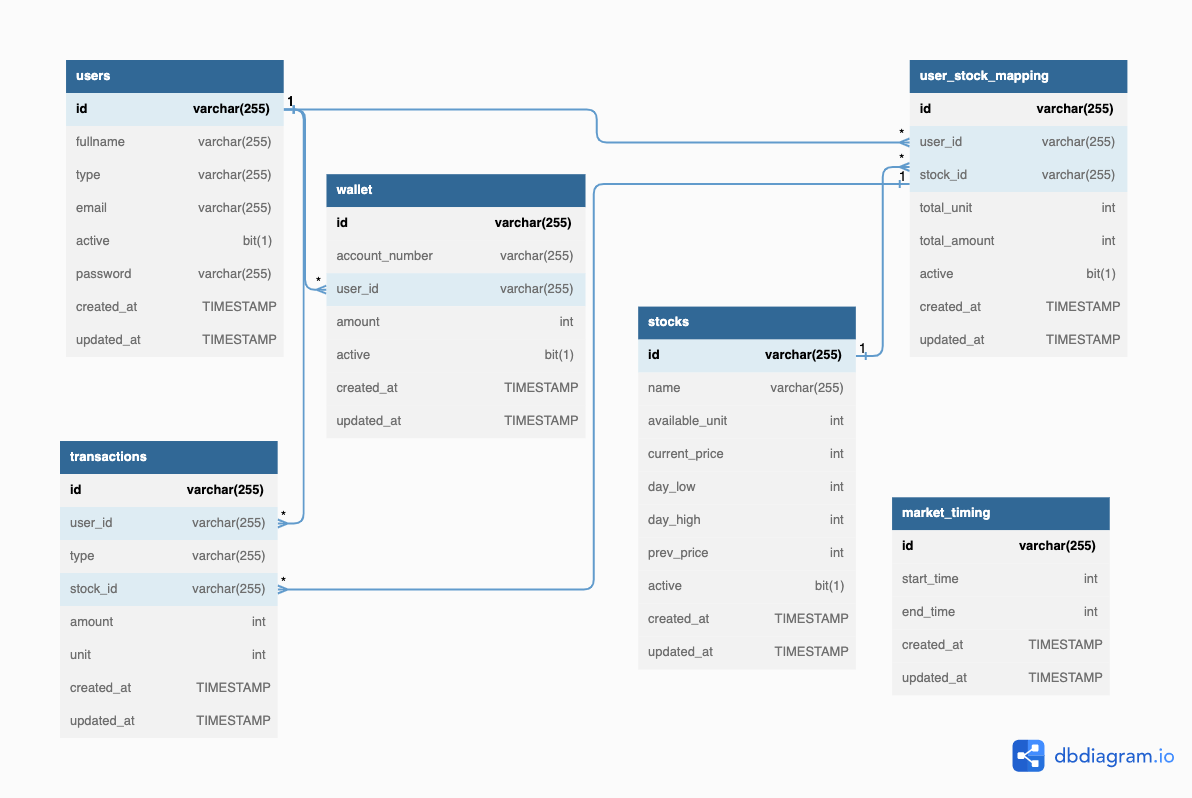 users
id varchar(255)
fullname varchar(255)
type varchar(255)
email varchar(255)
active bit(1)
password varchar(255)
created_at TIMESTAMP
updated_at TIMESTAMP
1
wallet
id varchar(255)
account_number varchar(255)
* user_id varchar(255)
amount int
active bit(1)
created_at TIMESTAMP
updated_at TIMESTAMP
user_stock_mapping
id varchar(255)
* user_id varchar(255)
*
1 stock_id varchar(255)
total_unit int
total_amount int
active bit(1)
created_at TIMESTAMP
updated_at TIMESTAMP
stocks
id varchar(255) 1
name varchar(255)
available_unit int
current_price int
day_low int
day_high int
prev_price int
active bit(1)
created_at TIMESTAMP
updated_at TIMESTAMP
transactions
id varchar(255)
user_id varchar(255) *
type varchar(255)
stock_id varchar(255) *
amount int
unit int
created_at TIMESTAMP
updated_at TIMESTAMP
market_timing
id varchar(255)
start_time int
end_time int
created_at TIMESTAMP
updated_at TIMESTAMP
dbdiagram.io